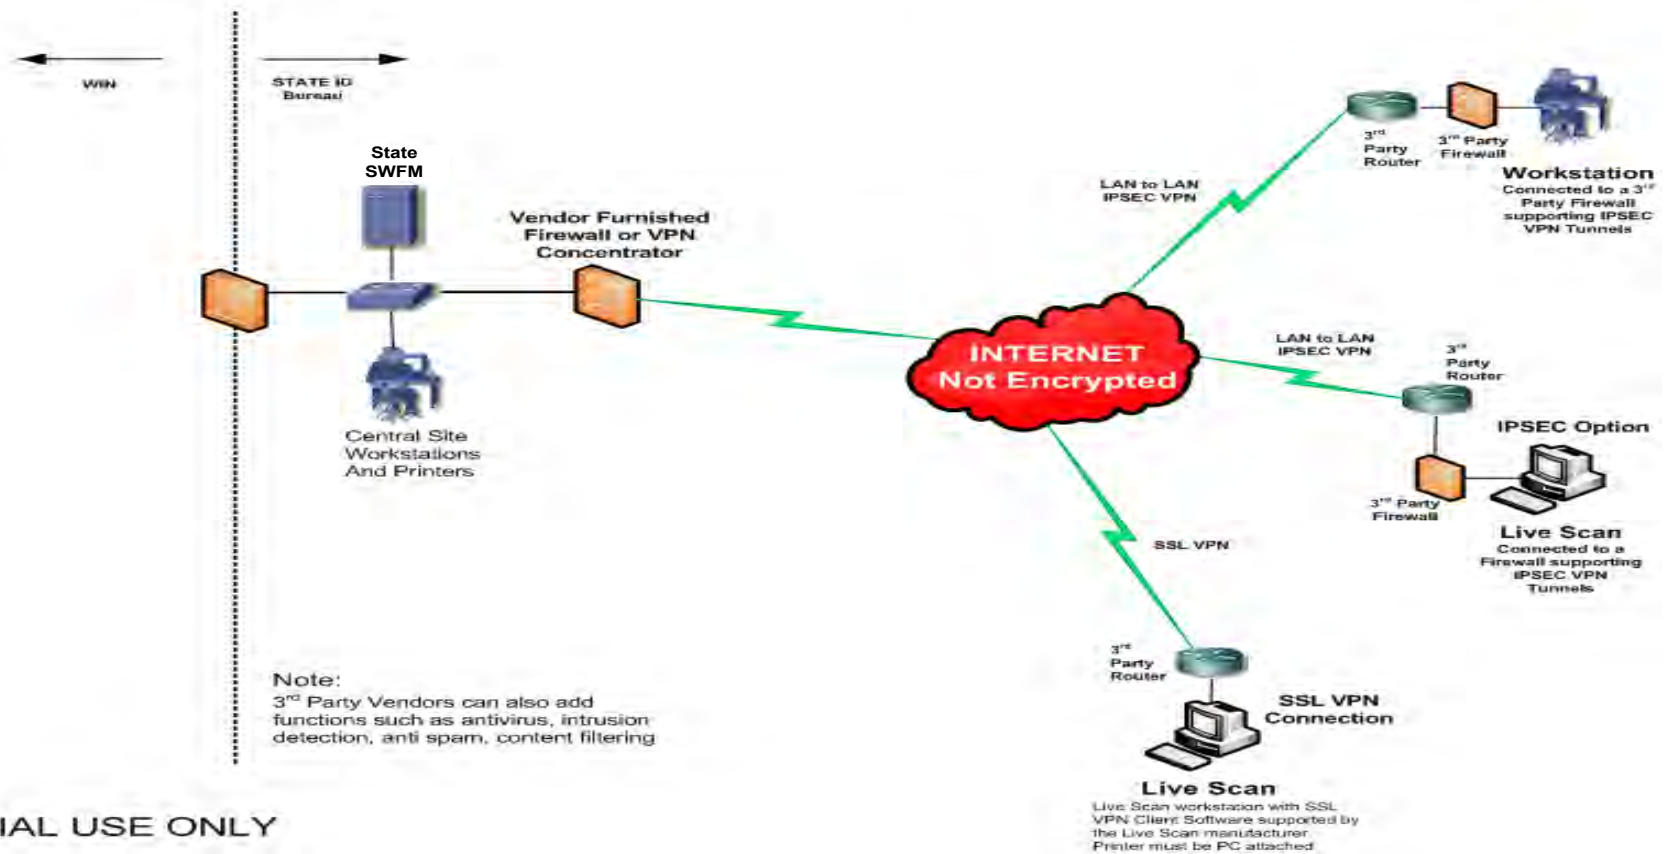 WIN
STATE ID
Bureau
State
SWFM
Vendor Furnished
Firewall or VPN
Concentrator
Central Site
Workstations
And Printers
INTERNET
Not Encrypted
LAN to LAN
IPSEC VPN
3rd
Party
Router
3rd Party
Firewall
Workstation
Connected to a 3rd
Party Firewall
supporting IPSEC
VPN Tunnels
LAN to LAN
IPSEC VPN
3rd
Party
Router
IPSEC Option
3rd Party
Firewall
Live Scan
Connected to a
Firewall supporting
IPSEC VPN
Tunnels
SSL VPN
3rd
Party
Router
SSL VPN
Connection
Live Scan
Live Scan workstation with SSL
VPN Client Software supported by
the Live Scan manufacturer
Printer must be PC attached
Note:
3rd Party Vendors can also add
functions such as antivirus, intrusion
detection, anti spam, content filtering
IAL USE ONLY